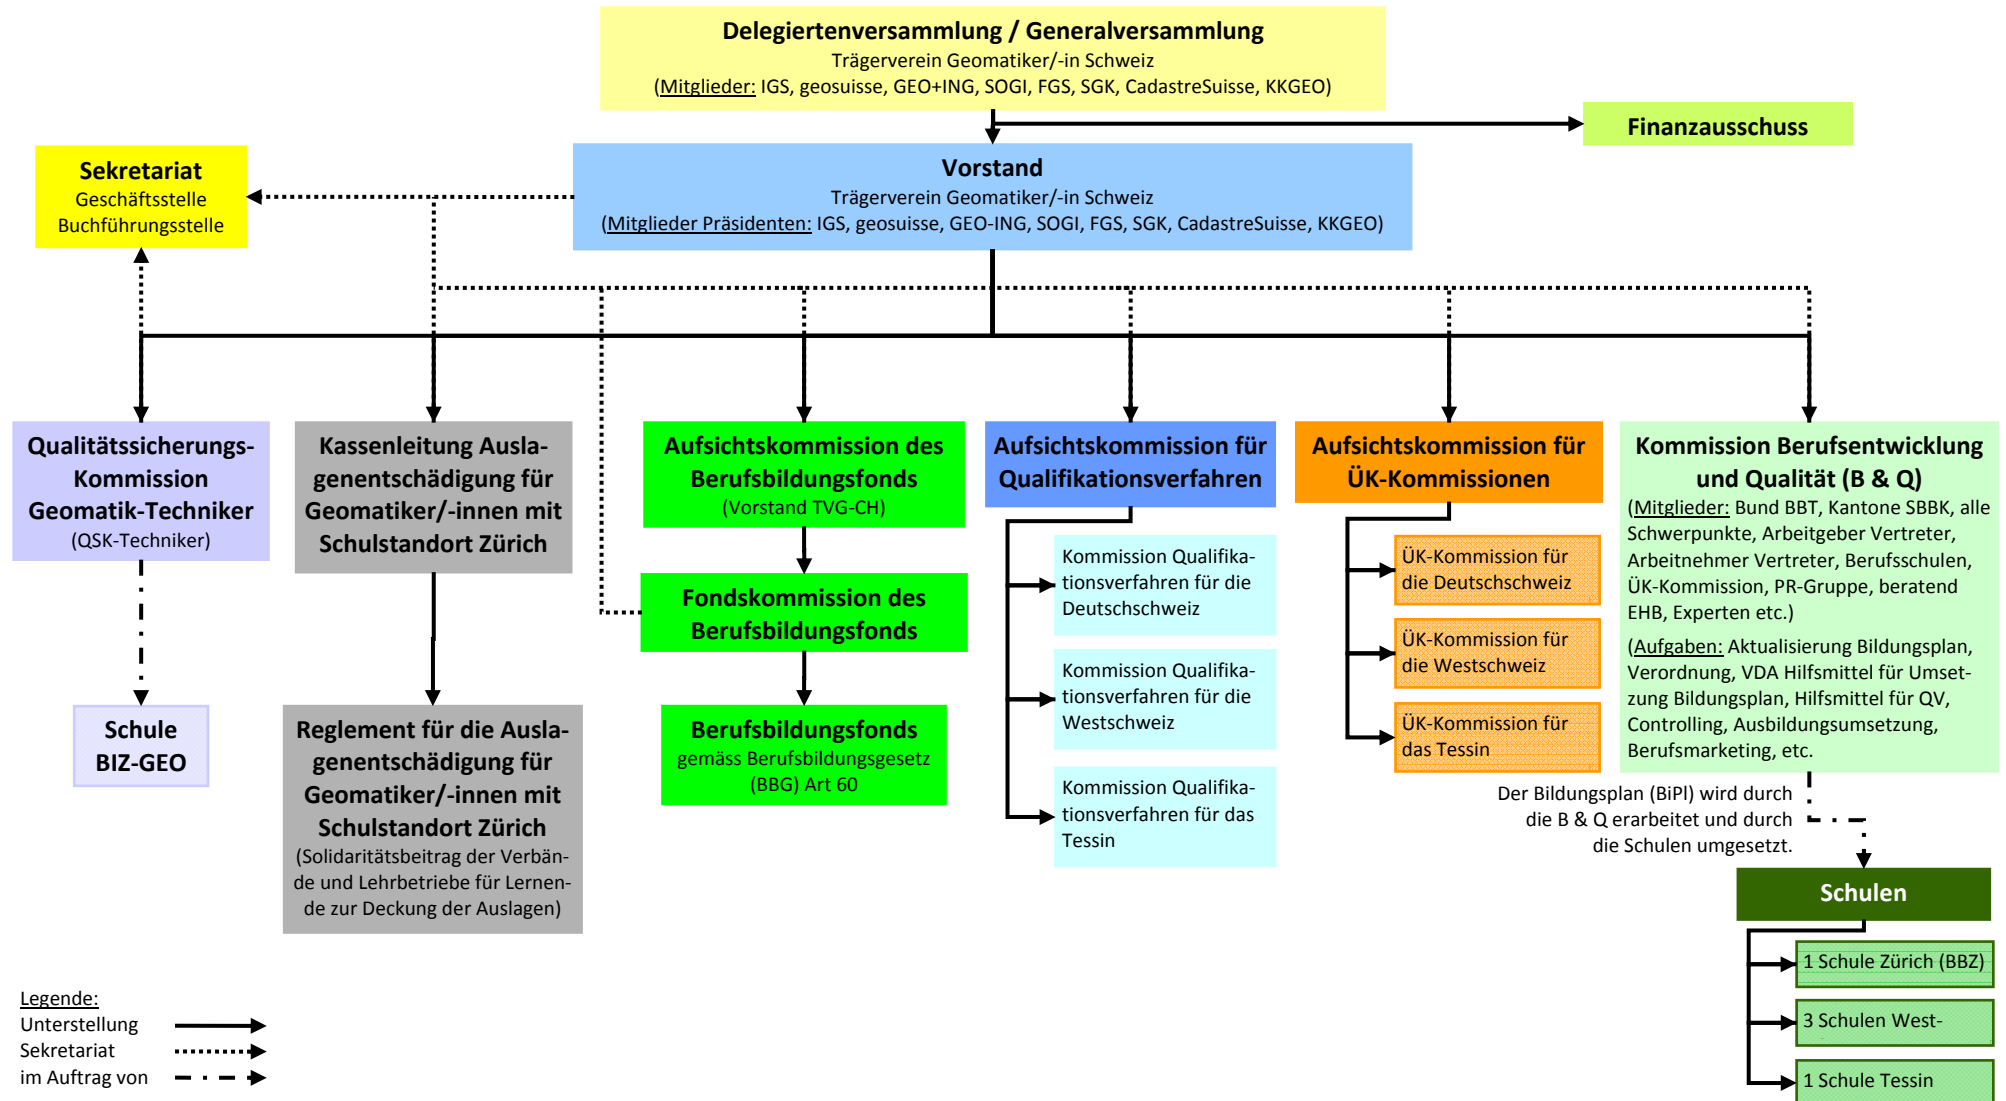 Delegiertenversammlung / Generalversammlung
Trägerverein Geomatiker/-in Schweiz
(Mitglieder: IGS, geosuisse, GEO+ING, SOGI, FGS, SGK, CadastreSuisse, KKGEO)
Finanzausschuss
Sekretariat
Geschäftsstelle
Buchführungsstelle
Vorstand
Trägerverein Geomatiker/-in Schweiz
(Mitglieder Präsidenten: IGS, geosuisse, GEO-ING, SOGI, FGS, SGK, CadastreSuisse, KKGEO)
Qualitätssicherungs-
Kommission
Geomatik-Techniker
(QSK-Techniker)
Schule
BIZ-GEO
Kassenleitung Ausla-
genentschädigung für
Geomatiker/-innen mit
Schulstandort Zürich
Reglement für die Ausla-
genentschädigung für
Geomatiker/-innen mit
Schulstandort Zürich
(Solidaritätsbeitrag der Verbän-
de und Lehrbetriebe für Lernen-
de zur Deckung der Auslagen)
Aufsichtskommission des
Berufsbildungsfonds
(Vorstand TVG-CH)
Fondskommission des
Berufsbildungsfonds
Berufsbildungsfonds
gemäss Berufsbildungsgesetz
(BBG) Art 60
Aufsichtskommission für
Qualifikationsverfahren
Kommission Qualifika-
tionsverfahren für die
Deutschschweiz
Kommission Qualifika-
tionsverfahren für die
Westschweiz
Kommission Qualifika-
tionsverfahren für das
Tessin
Aufsichtskommission für
ÜK-Kommissionen
ÜK-Kommission für
die Deutschschweiz
ÜK-Kommission für
die Westschweiz
ÜK-Kommission für
das Tessin
Kommission Berufsentwicklung
und Qualität (B & Q)
(Mitglieder: Bund BBT, Kantone SBBK, alle
Schwerpunkte, Arbeitgeber Vertreter,
Arbeitnehmer Vertreter, Berufsschulen,
ÜK-Kommission, PR-Gruppe, beratend
EHB, Experten etc.)
(Aufgaben: Aktualisierung Bildungsplan,
Verordnung, VDA Hilfsmittel für Umset-
zung Bildungsplan, Hilfsmittel für QV,
Controlling, Ausbildungsumsetzung,
Berufsmarketing, etc.
Der Bildungsplan (BiPl) wird durch
die B & Q erarbeitet und durch
die Schulen umgesetzt.
Schulen
1 Schule Zürich (BBZ)
3 Schulen West-
1 Schule Tessin
Legende:
Unterstellung
Sekretariat
im Auftrag von